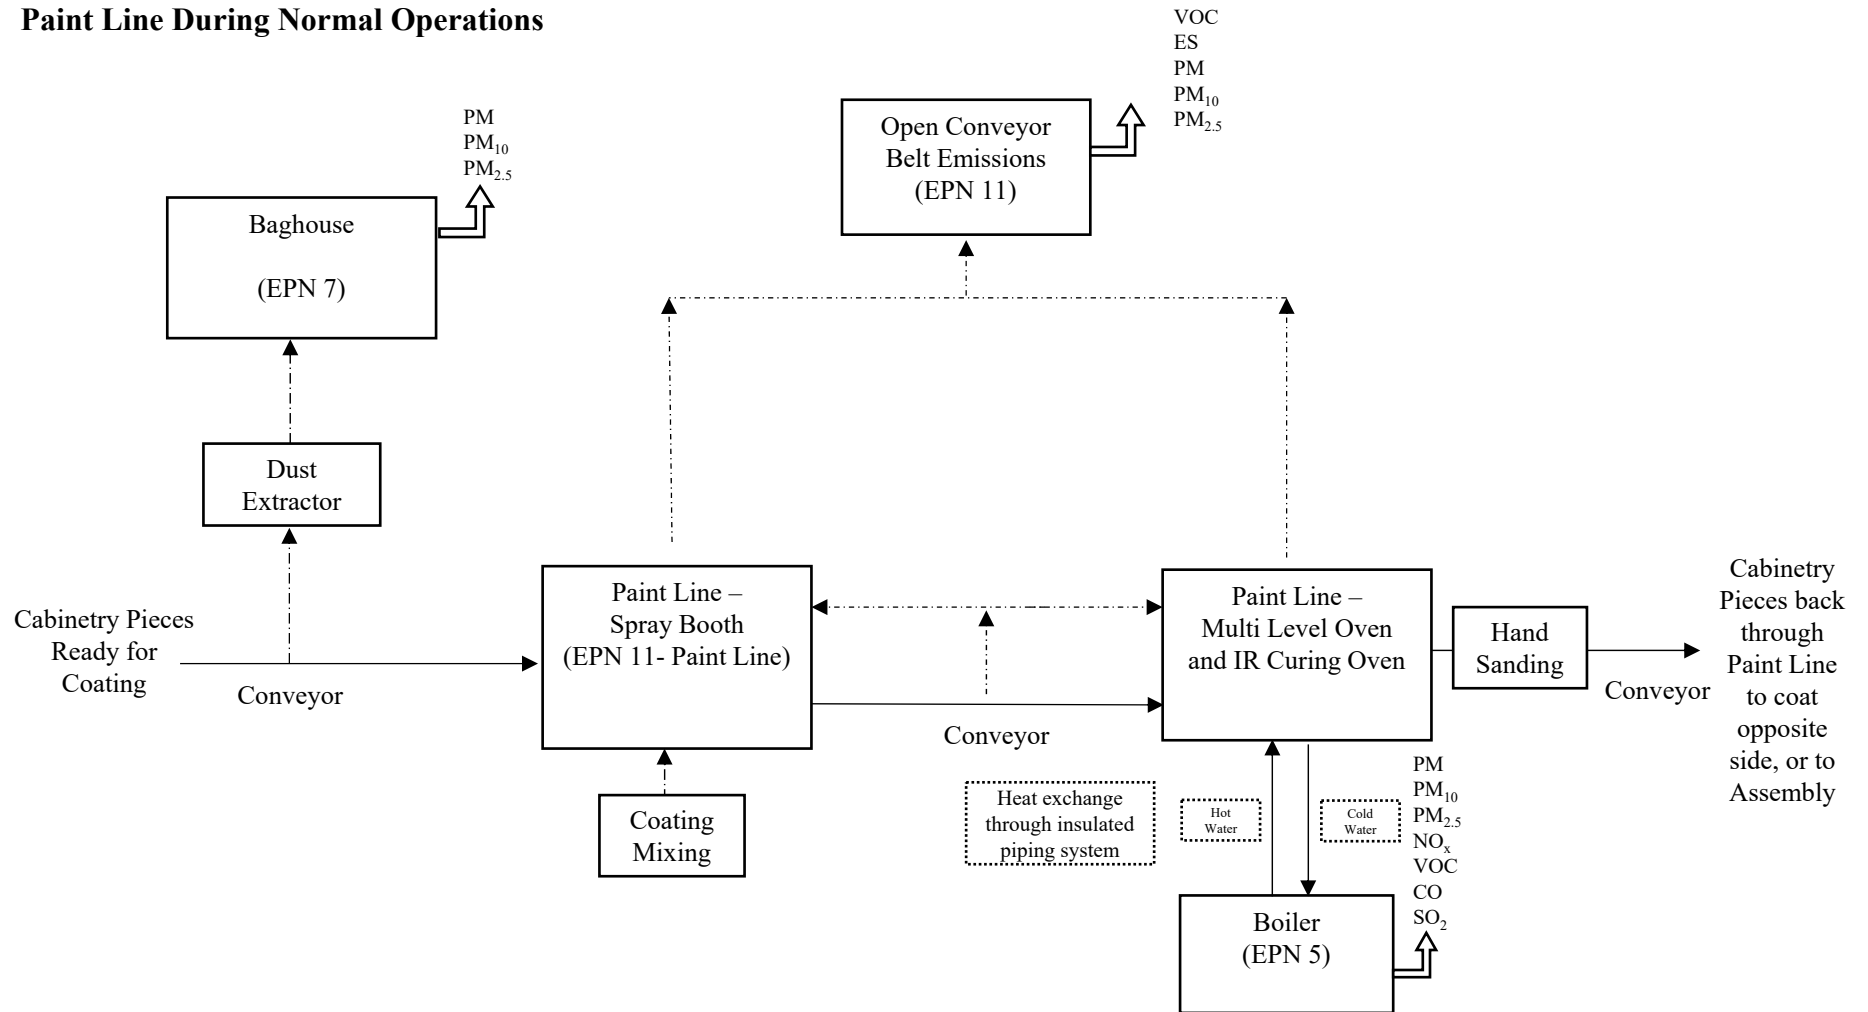 Paint Line During Normal Operations
VOC
ES
PM
PM10
PM2.5
Open Conveyor
Belt Emissions
(EPN 11)
PM
PM10
PM2.5
Baghouse
(EPN 7)
Dust
Extractor
Cabinetry Pieces
Ready for
Coating
Conveyor
Paint Line –
Spray Booth
(EPN 11- Paint Line)
Coating
Mixing
Conveyor
Paint Line –
Multi Level Oven
and IR Curing Oven
Hand
Sanding
Conveyor
Cabinetry
Pieces back
through
Paint Line
to coat
opposite
side, or to
Assembly
Heat exchange
through insulated
piping system
Hot
Water
Cold
Water
PM
PM10
PM2.5
NOx
VOC
CO
SO2
Boiler
(EPN 5)